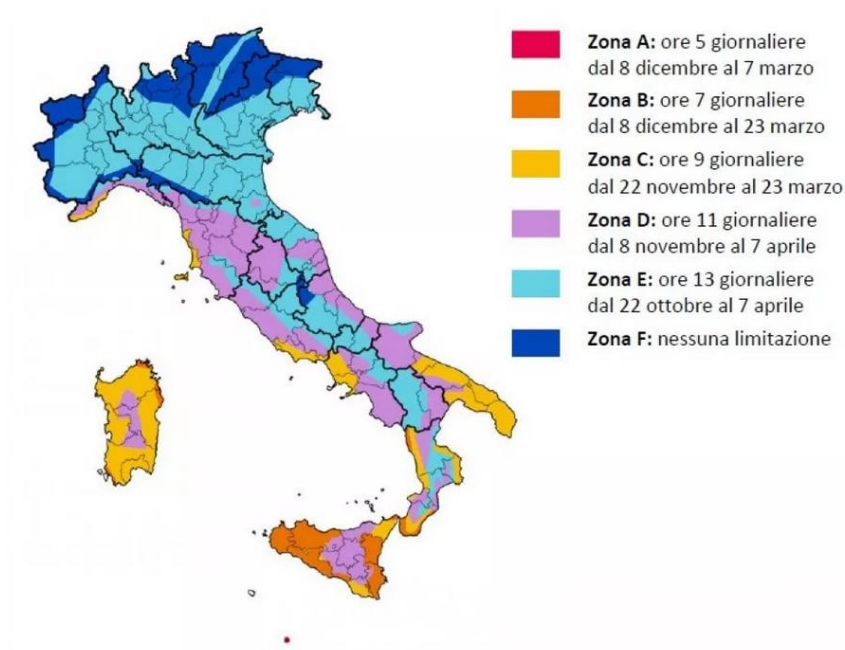 Zona A: ore 5 giornaliere
dal 8 dicembre al 7 marzo
Zona B: ore 7 giornaliere
dal 8 dicembre al 23 marzo
Zona C: ore 9 giornaliere
dal 22 novembre al 23 marzo
Zona D: ore 11 giornaliere
dal 8 novembre al 7 aprile
Zona E: ore 13 giornaliere
dal 22 ottobre al 7 aprile
Zona F: nessuna limitazione